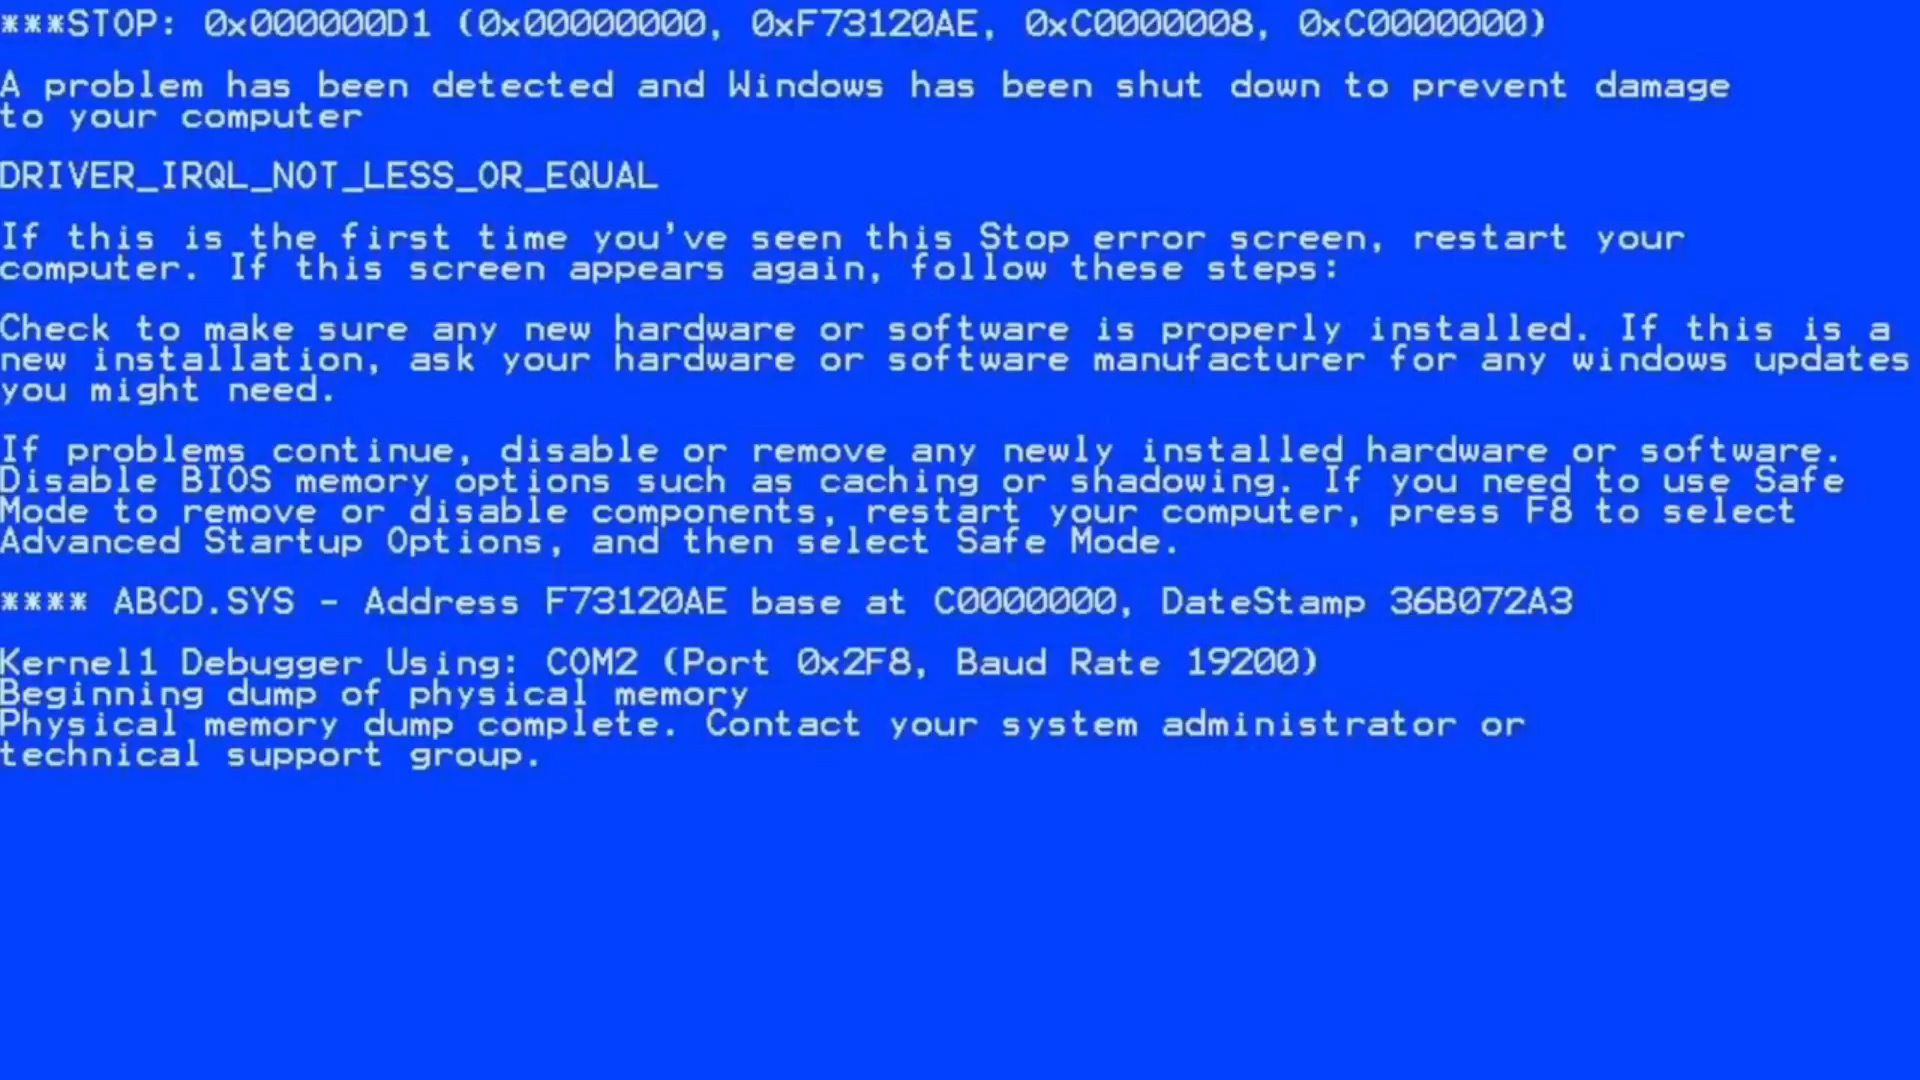 ***STOP: 0x000000D1 (0x00000000, 0xF73120AE, 0xC0000008, 0xC0000000)
A problem has been detected and Windows has been shut down to prevent damage
to your computer
DRIVER_IRQL_NOT_LESS_OR_EQUAL
If this is the first time you've seen this Stop error screen, restart your
computer. If this screen appears again, follow these steps:
Check to make sure any new hardware or software is properly installed. If this is a
new installation, ask your hardware or software manufacturer for any windows updates
you might need.
If problems continue, disable or remove any newly installed hardware or software.
Disable BIOS memory options such as caching or shadowing. If you need to use Safe
Mode to remove or disable components, restart your computer, press F8 to select
Advanced Startup Options, and then select Safe Mode.
**** ABCD.SYS - Address F73120AE base at C0000000, DateStamp 36B072A3
Kernel1 Debugger Using: COM2 (Port 0x2F8, Baud Rate 19200)
Beginning dump of physical memory
Physical memory dump complete. Contact your system administrator or
technical support group.